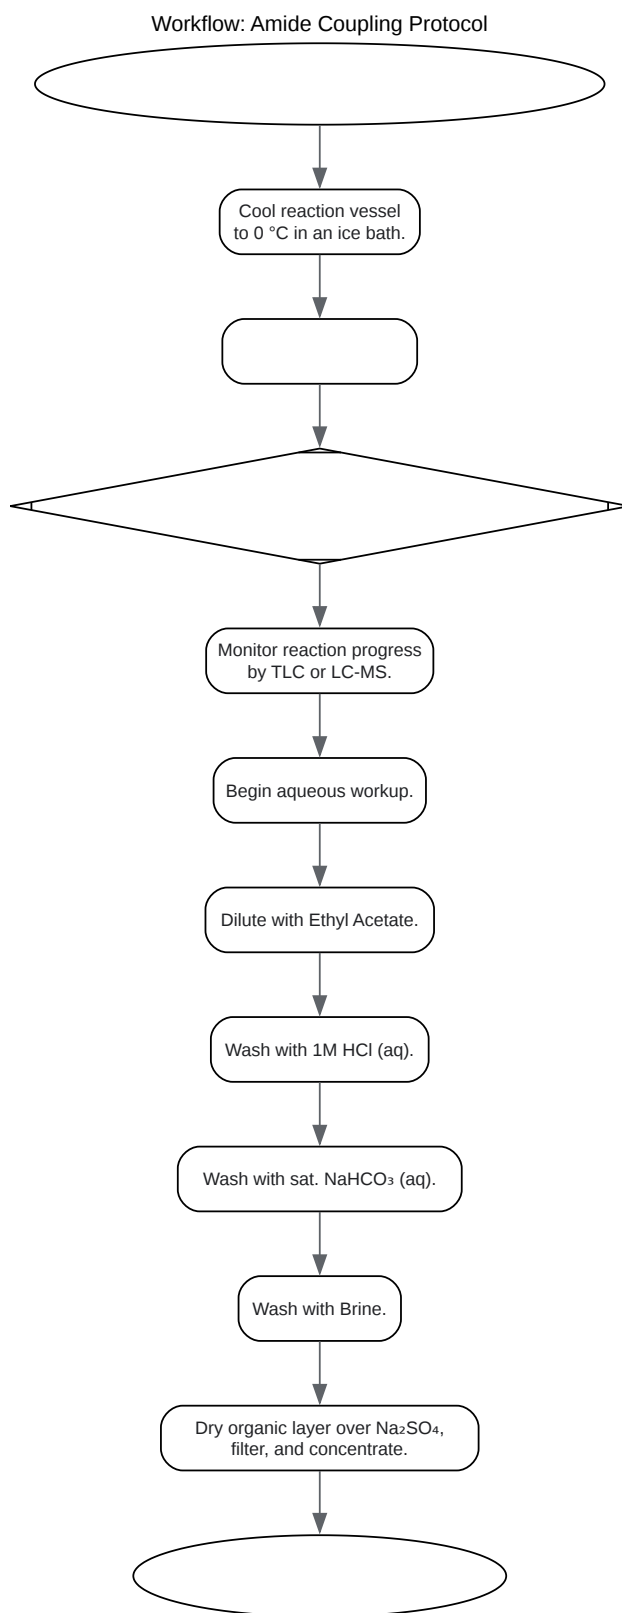 Workflow: Amide Coupling Protocol
Cool reaction vessel
to 0 °C in an ice bath.
Monitor reaction progress
by TLC or LC-MS.
Begin aqueous workup.
Dilute with Ethyl Acetate.
Wash with 1M HCl (aq).
Wash with sat. NaHCO₃ (aq).
Wash with Brine.
Dry organic layer over Na₂SO₄,
filter, and concentrate.